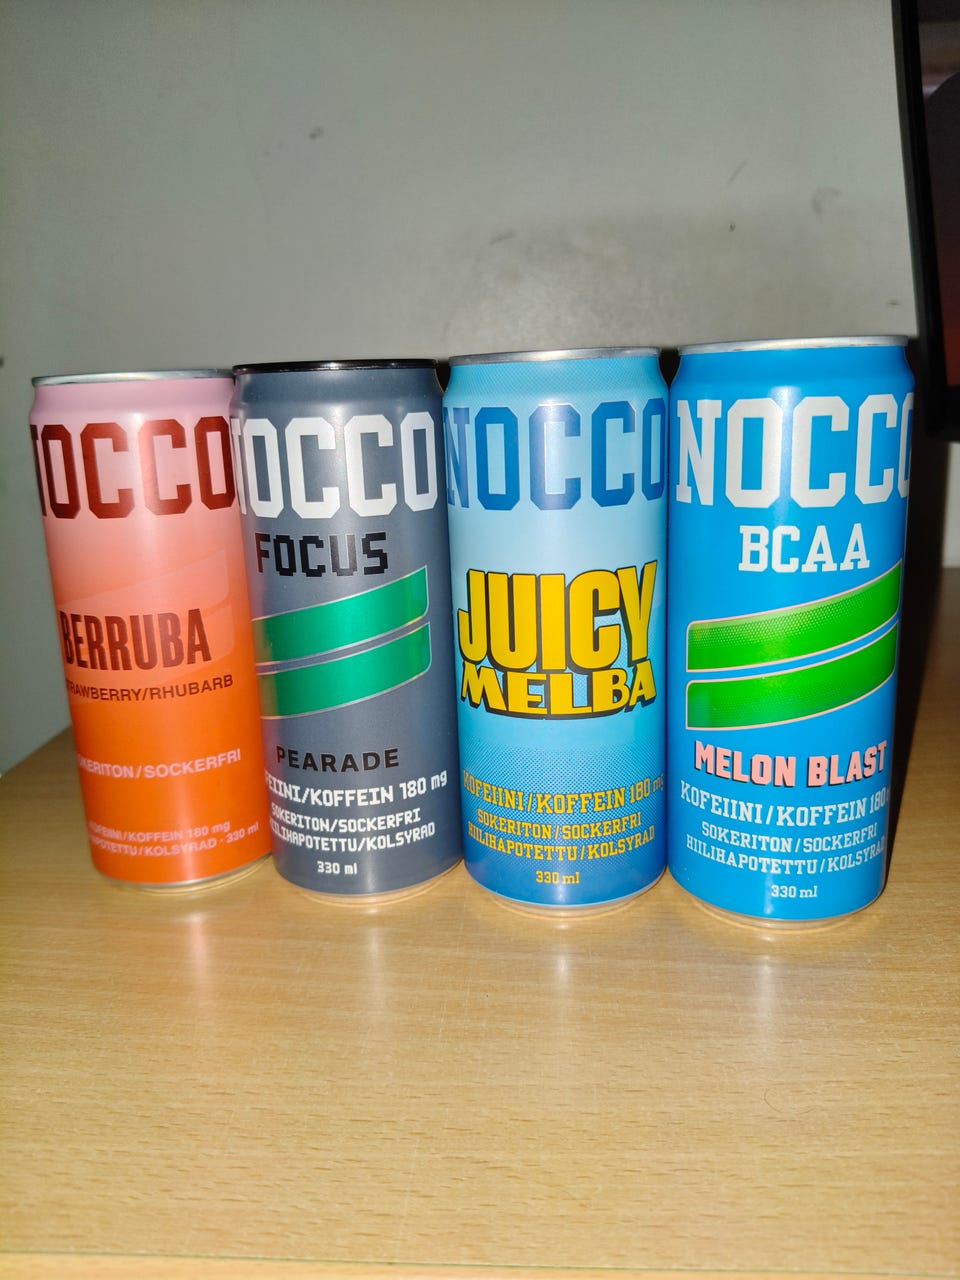 NOCCO
BERRUBA
STRAWBERRY/RHUBARB
SOKERITON/SOCKERFRI
KOFEIINI/KOFFEIN 180 mg
HIILIHAPOTETTU/KOLSYRAD · 330 ml
NOCCO
FOCUS
PEARADE
KOFEIINI/KOFFEIN 180 mg
SOKERITON/SOCKERFRI
HIILIHAPOTETTU/KOLSYRAD
330 ml
NOCCO
JUICY
MELBA
KOFEIINI/KOFFEIN 180 mg
SOKERITON/SOCKERFRI
HIILIHAPOTETTU/KOLSYRAD
330 ml
NOCCO
BCAA
MELON BLAST
KOFEIINI/KOFFEIN 180
SOKERITON/SOCKERFRI
HIILIHAPOTETTU/KOLSYRAD
330 ml